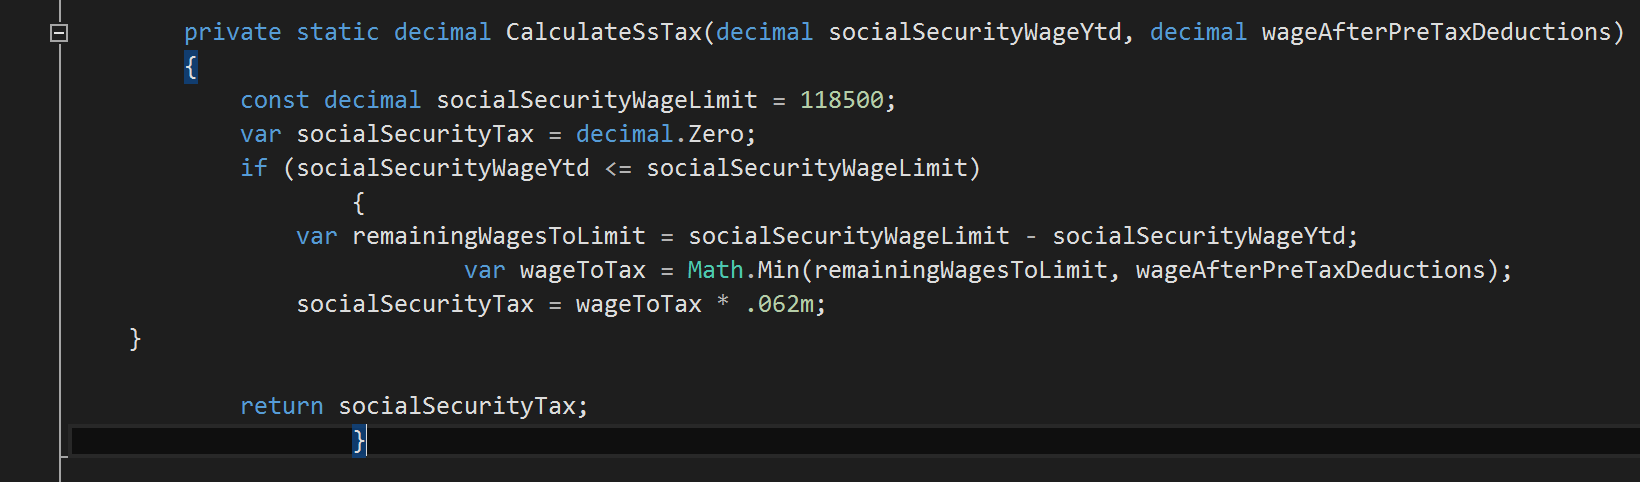 private static decimal CalculateSsTax(decimal socialSecurityWageYtd, decimal wageAfterPreTaxDeductions)
{
const decimal socialSecurityWageLimit = 118500;
var socialSecurityTax = decimal.Zero;
if (socialSecurityWageYtd <= socialSecurityWageLimit)
{
var remainingWagesToLimit = socialSecurityWageLimit - socialSecurityWageYtd;
var wageToTax = Math.Min(remainingWagesToLimit, wageAfterPreTaxDeductions);
socialSecurityTax = wageToTax * .062m;
}
return socialSecurityTax;
}